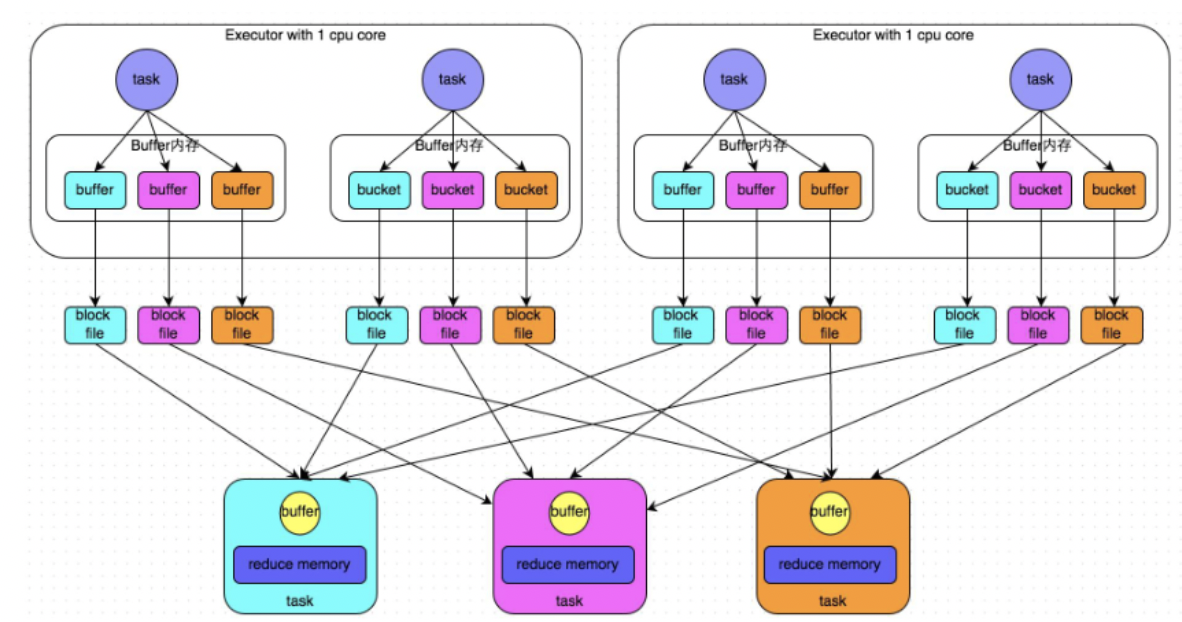 Executor with 1 cpu core
Executor with 1 cpu core
task
task
task
task
Buffer内存
Buffer内存
Buffer内存
Buffer内存
buffer
buffer
buffer
bucket
bucket
bucket
buffer
buffer
buffer
bucket
bucket
bucket
block
file
block
file
block
file
block
file
block
file
block
file
block
file
block
file
block
file
block
file
block
file
block
file
buffer
reduce memory
task
buffer
reduce memory
task
buffer
reduce memory
task